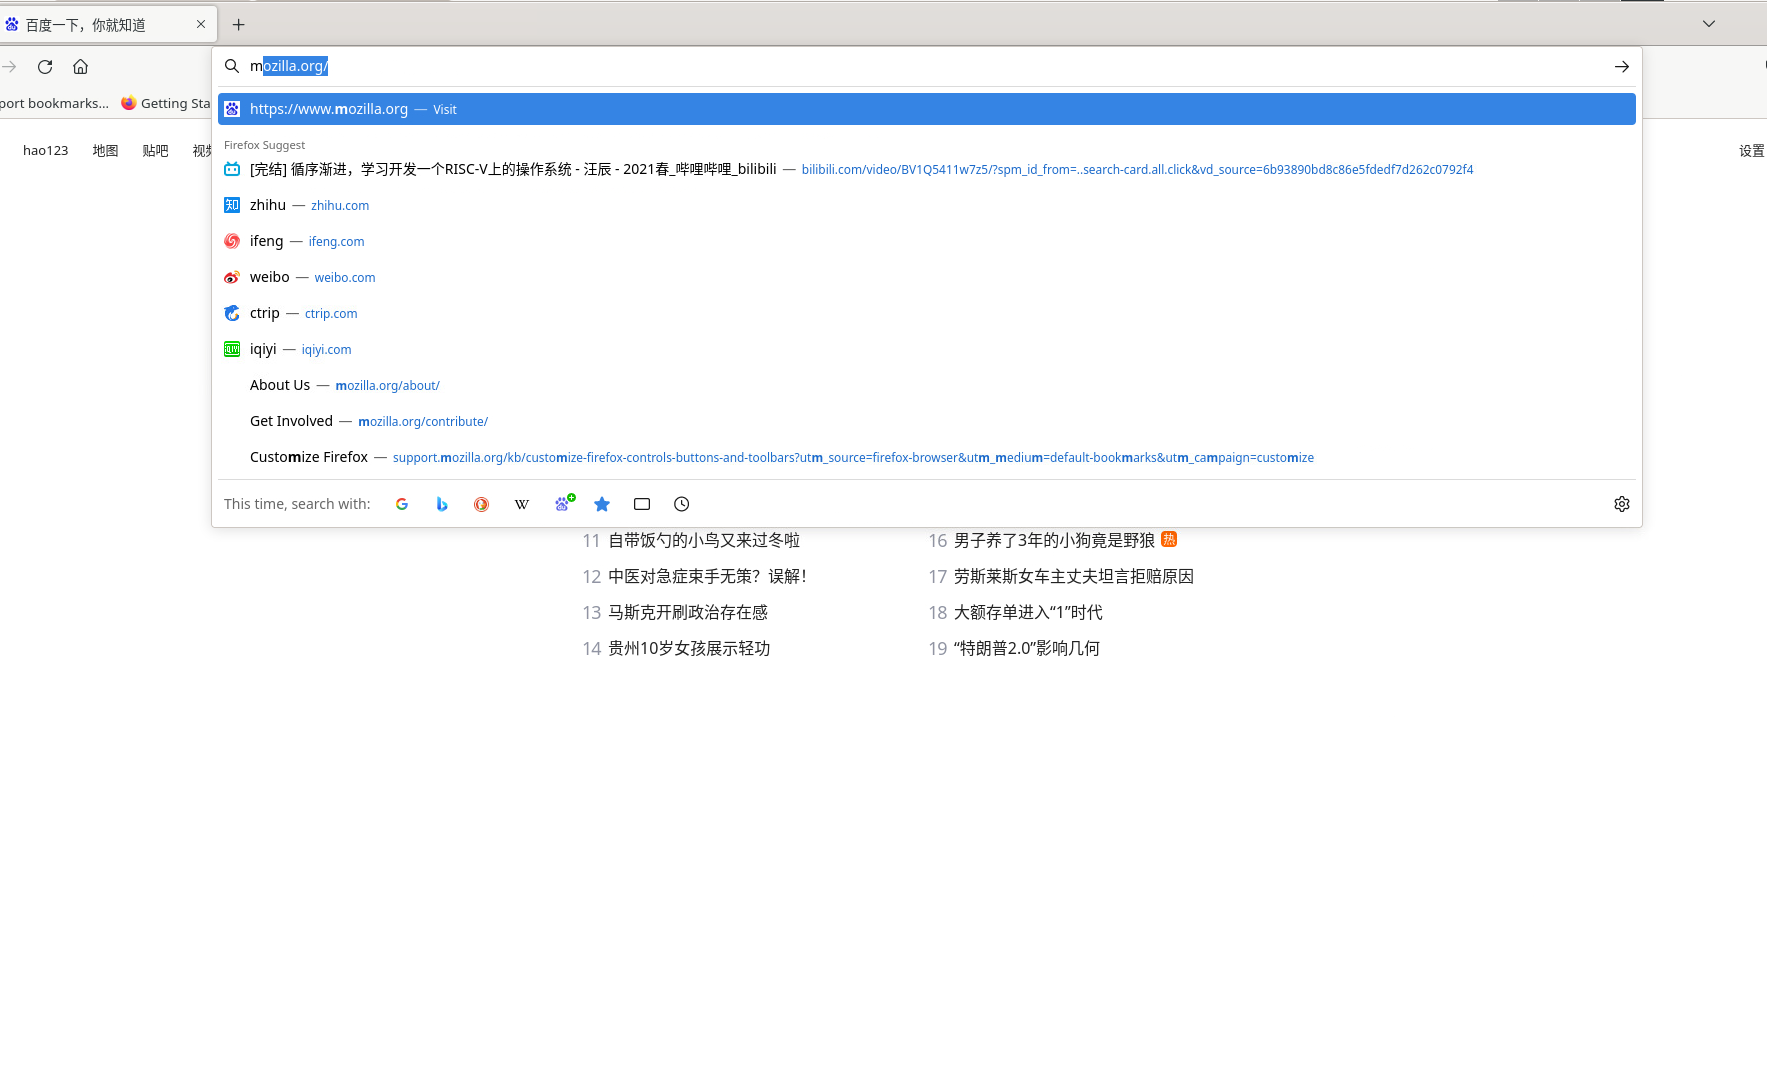 百度一下，你就知道
mozilla.org/
port bookmarks... Getting Sta
https://www.mozilla.org — Visit
Firefox Suggest
hao123 地图 贴吧 视频 设置
[完结] 循序渐进，学习开发一个RISC-V上的操作系统 - 汪辰 - 2021春_哔哩哔哩_bilibili — bilibili.com/video/BV1Q5411w7z5/?spm_id_from=..search-card.all.click&vd_source=6b93890bd8c86e5fdedf7d262c0792f4
知 zhihu — zhihu.com
ifeng — ifeng.com
weibo — weibo.com
ctrip — ctrip.com
iqiyi — iqiyi.com
About Us — mozilla.org/about/
Get Involved — mozilla.org/contribute/
Customize Firefox — support.mozilla.org/kb/customize-firefox-controls-buttons-and-toolbars?utm_source=firefox-browser&utm_medium=default-bookmarks&utm_campaign=customize
This time, search with:
11 自带饭勺的小鸟又来过冬啦
16 男子养了3年的小狗竟是野狼 热
12 中医对急症束手无策？误解！
17 劳斯莱斯女车主丈夫坦言拒赔原因
13 马斯克开刷政治存在感
18 大额存单进入“1”时代
14 贵州10岁女孩展示轻功
19 “特朗普2.0”影响几何